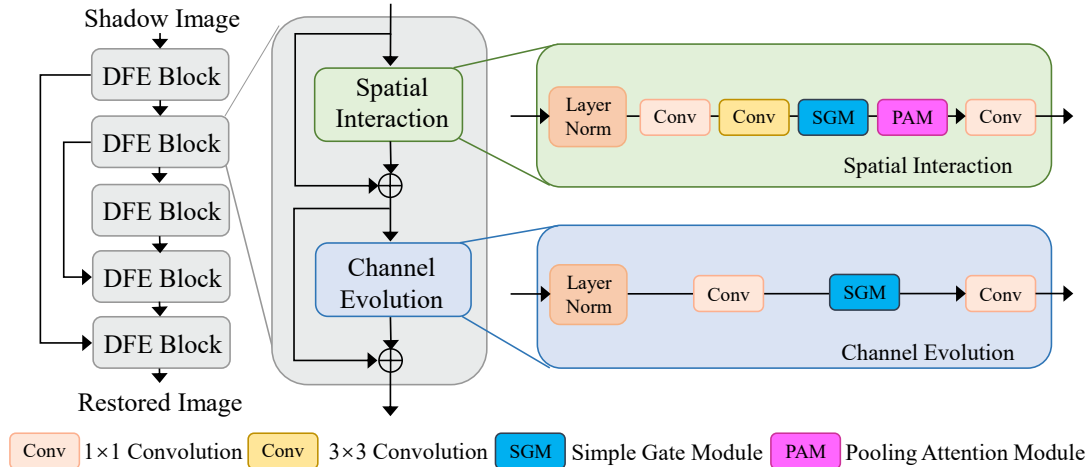 Shadow Image
DFE Block
DFE Block
DFE Block
DFE Block
DFE Block
Restored Image
Spatial
Interaction
Channel
Evolution
Layer
Norm
Conv
Conv
SGM
PAM
Conv
Spatial Interaction
Layer
Norm
Conv
SGM
Conv
Channel Evolution
Conv 1×1 Convolution
Conv 3×3 Convolution
SGM Simple Gate Module
PAM Pooling Attention Module